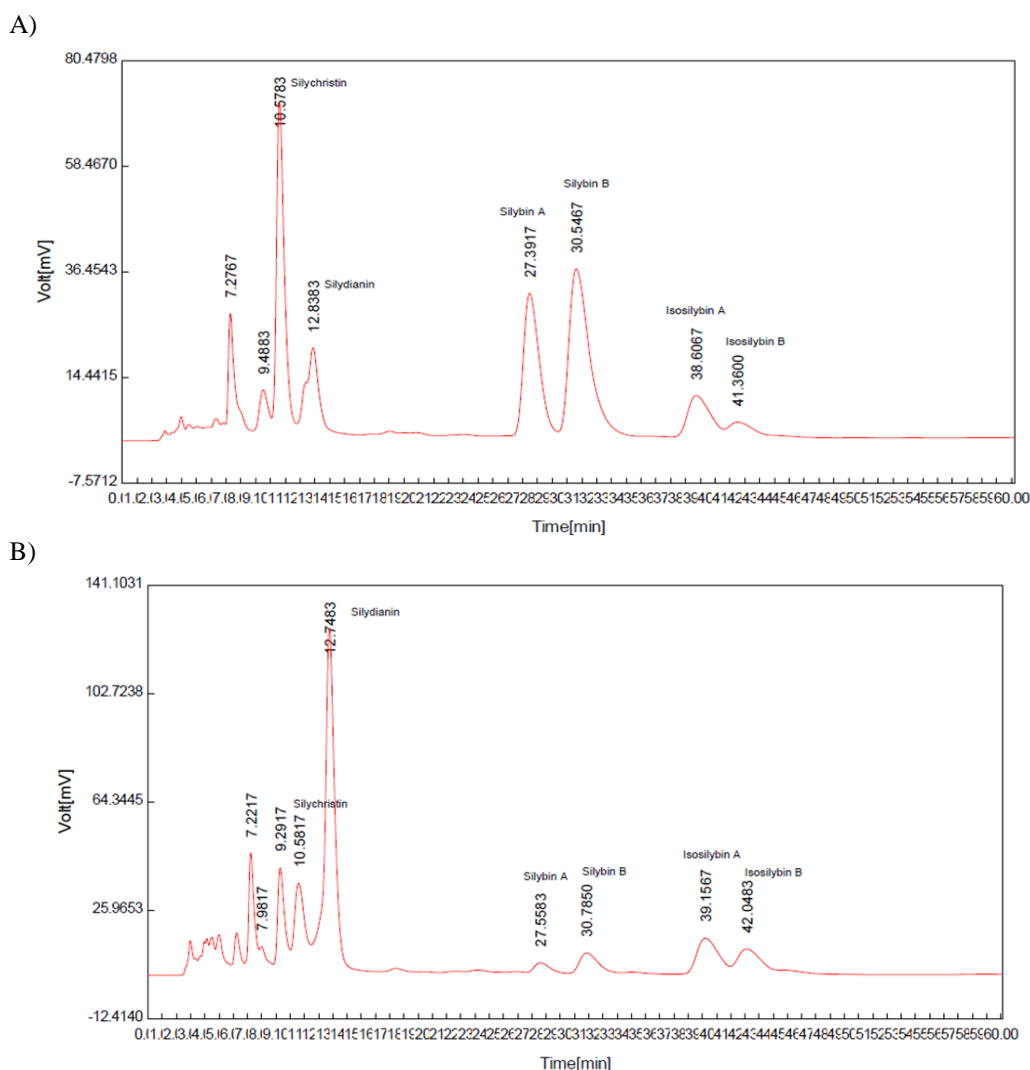 A)
80.4798
58.4670
36.4543
14.4415
-7.5712
Volt[mV]
7.2767
9.4883
10.5783
Silychristin
12.8383
Silydianin
Silybin A
27.3917
Silybin B
30.5467
Isosilybin A
38.6067
Isosilybin B
41.3600
Time[min]
B)
141.1031
102.7238
64.3445
25.9653
-12.4140
Volt[mV]
7.2217
7.9817
9.2917
Silychristin
10.5817
12.7483
Silydianin
Silybin A
27.5583
Silybin B
30.7850
Isosilybin A
39.1567
Isosilybin B
42.0483
Time[min]